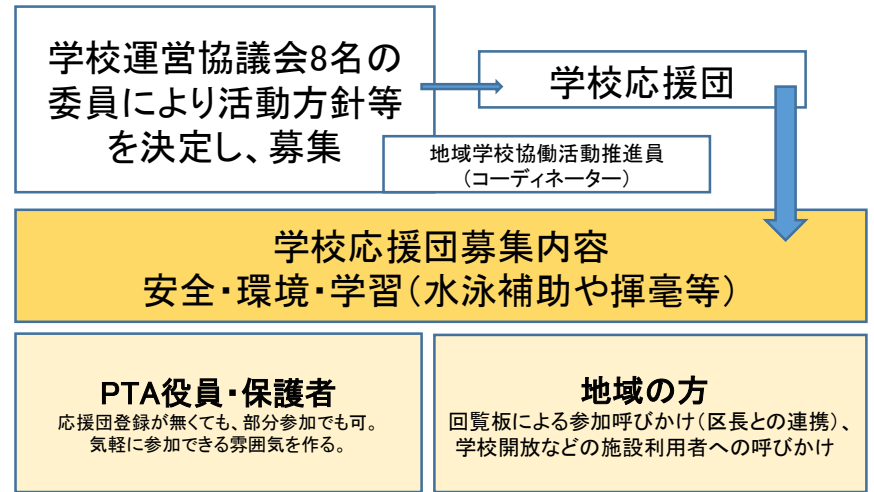 学校運営協議会8名の
委員により活動方針等
を決定し、募集
学校応援団
地域学校協働活動推進員
(コーディネーター)
学校応援団募集内容
安全・環境・学習(水泳補助や揮毫等)
PTA役員・保護者
応援団登録が無くても、部分参加でも可。
気軽に参加できる雰囲気を作る。
地域の方
回覧板による参加呼びかけ(区長との連携)、
学校開放などの施設利用者への呼びかけ